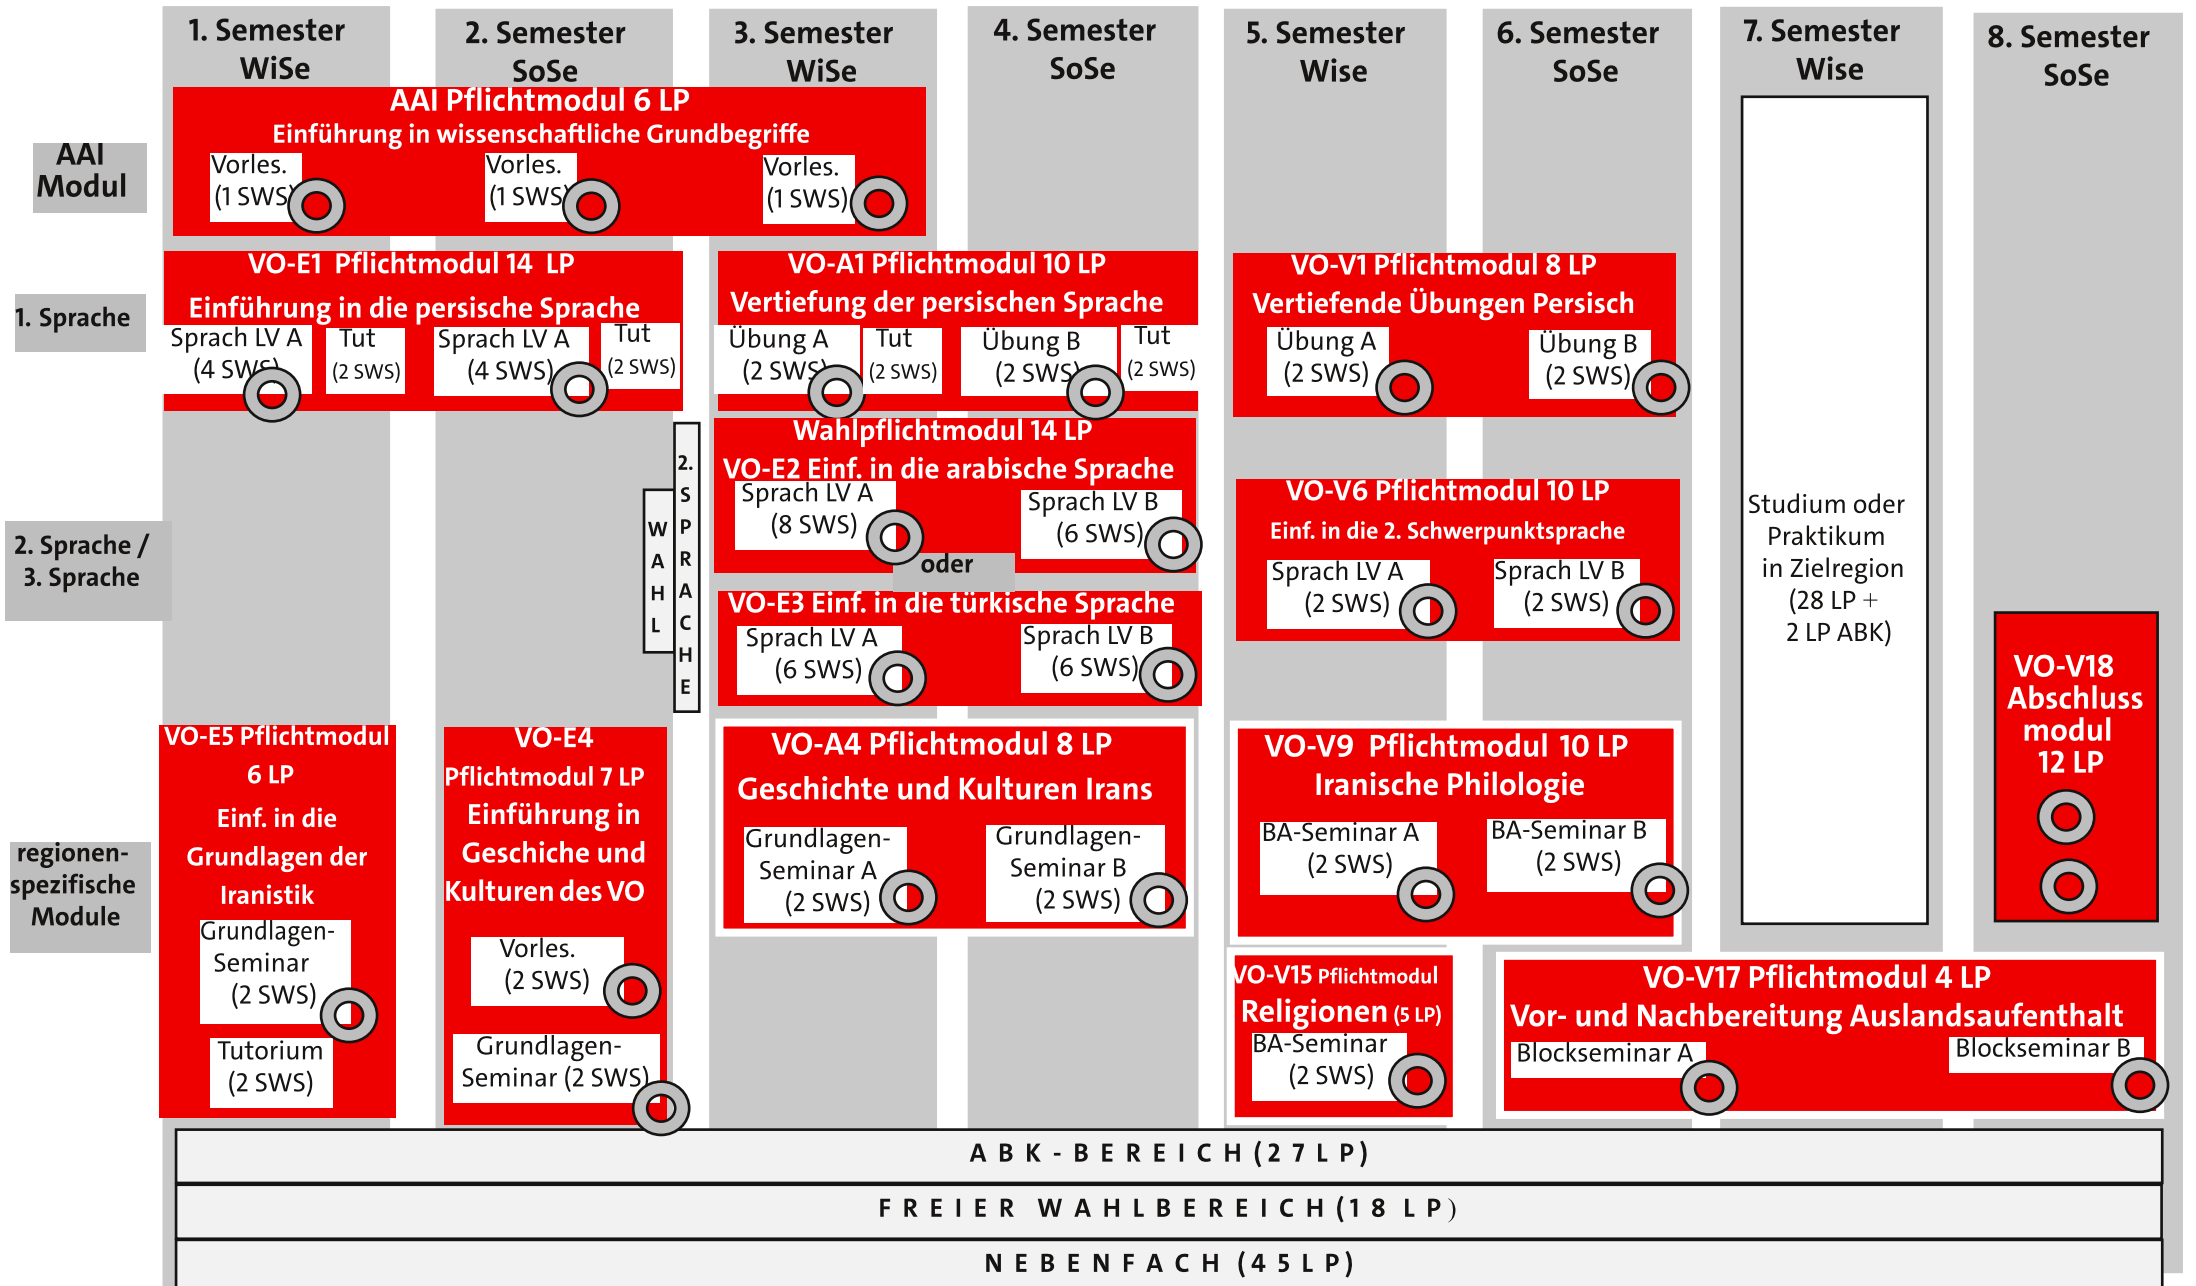 1. Semester
WiSe
2. Semester
SoSe
3. Semester
WiSe
4. Semester
SoSe
5. Semester
Wise
6. Semester
SoSe
7. Semester
Wise
8. Semester
SoSe
AAI
Modul
AAI Pflichtmodul 6 LP
Einführung in wissenschaftliche Grundbegriffe
Vorles.
(1 SWS)
Vorles.
(1 SWS)
Vorles.
(1 SWS)
1. Sprache
VO-E1 Pflichtmodul 14 LP
Einführung in die persische Sprache
Sprach LV A
(4 SWS)
Tut
(2 SWS)
Sprach LV A
(4 SWS)
Tut
(2 SWS)
VO-A1 Pflichtmodul 10 LP
Vertiefung der persischen Sprache
Übung A
(2 SWS)
Tut
(2 SWS)
Übung B
(2 SWS)
Tut
(2 SWS)
VO-V1 Pflichtmodul 8 LP
Vertiefende Übungen Persisch
Übung A
(2 SWS)
Übung B
(2 SWS)
2. Sprache /
3. Sprache
WAHL
2. SPRACHE
Wahlpflichtmodul 14 LP
VO-E2 Einf. in die arabische Sprache
Sprach LV A
(8 SWS)
Sprach LV B
(6 SWS)
oder
VO-E3 Einf. in die türkische Sprache
Sprach LV A
(6 SWS)
Sprach LV B
(6 SWS)
VO-V6 Pflichtmodul 10 LP
Einf. in die 2. Schwerpunktsprache
Sprach LV A
(2 SWS)
Sprach LV B
(2 SWS)
Studium oder
Praktikum
in Zielregion
(28 LP +
2 LP ABK)
VO-V18
Abschluss
modul
12 LP
regionen-
spezifische
Module
VO-E5 Pflichtmodul
6 LP
Einf. in die
Grundlagen der
Iranistik
Grundlagen-
Seminar
(2 SWS)
Tutorium
(2 SWS)
VO-E4
Pflichtmodul 7 LP
Einführung in
Geschiche und
Kulturen des VO
Vorles.
(2 SWS)
Grundlagen-
Seminar (2 SWS)
VO-A4 Pflichtmodul 8 LP
Geschichte und Kulturen Irans
Grundlagen-
Seminar A
(2 SWS)
Grundlagen-
Seminar B
(2 SWS)
VO-V9 Pflichtmodul 10 LP
Iranische Philologie
BA-Seminar A
(2 SWS)
BA-Seminar B
(2 SWS)
VO-V15 Pflichtmodul
Religionen (5 LP)
BA-Seminar
(2 SWS)
VO-V17 Pflichtmodul 4 LP
Vor- und Nachbereitung Auslandsaufenthalt
Blockseminar A
Blockseminar B
ABK-BEREICH(27LP)
FREIER WAHLBEREICH(18 LP)
NEBENFACH (45LP)